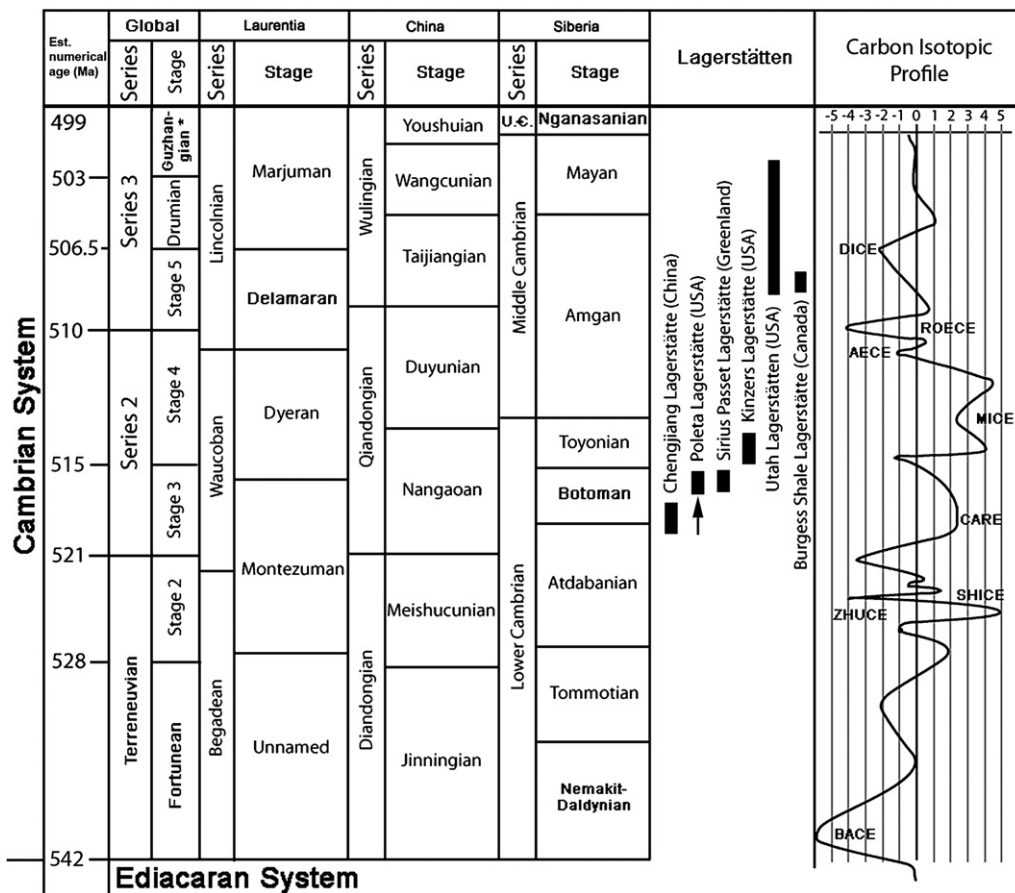 Est. numerical age (Ma)
Global
Laurentia
China
Siberia
Lagerstätten
Carbon Isotopic
Profile
Series
Stage
Series
Stage
Series
Stage
Series
Stage
-5 -4 -3 -2 -1 0 1 2 3 4 5
Cambrian System
499
503
506.5
510
515
521
528
542
Series 3
Series 2
Terreneuvian
Guzhan-
gian *
Drumian
Stage 5
Stage 4
Stage 3
Stage 2
Fortunean
Lincolnian
Waucoban
Begadean
Marjuman
Delamaran
Dyeran
Montezuman
Unnamed
Wulingian
Qiandongian
Diandongian
Youshuian
Wangcunian
Taijiangian
Duyunian
Nangaoan
Meishucunian
Jinningian
U.Є.
Middle Cambrian
Lower Cambrian
Nganasanian
Mayan
Amgan
Toyonian
Botoman
Atdabanian
Tommotian
Nemakit-
Daldynian
Chengjiang Lagerstätte (China)
Poleta Lagerstätte (USA)
Sirius Passet Lagerstätte (Greenland)
Kinzers Lagerstätte (USA)
Utah Lagerstätten (USA)
Burgess Shale Lagerstätte (Canada)
DICE
ROECE
AECE
MICE
CARE
SHICE
ZHUCE
BACE
Ediacaran System